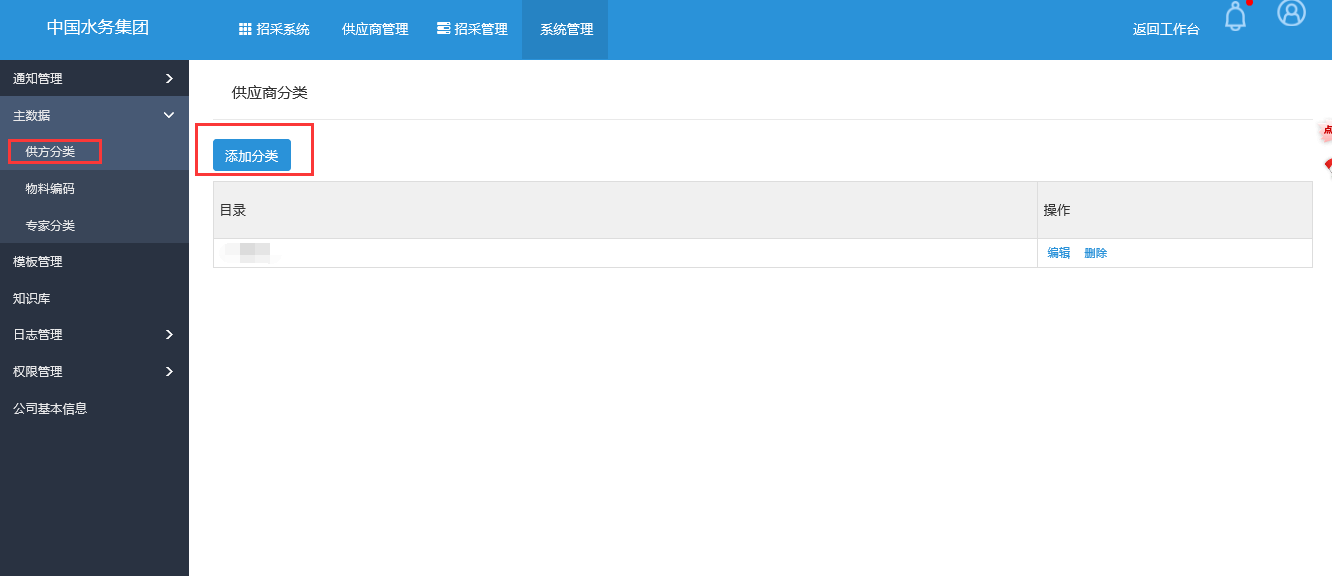 中国水务集团
招采系统
供应商管理
招采管理
系统管理
返回工作台
通知管理
主数据
供方分类
物料编码
专家分类
模板管理
知识库
日志管理
权限管理
公司基本信息
供应商分类
添加分类
目录
操作
编辑 删除